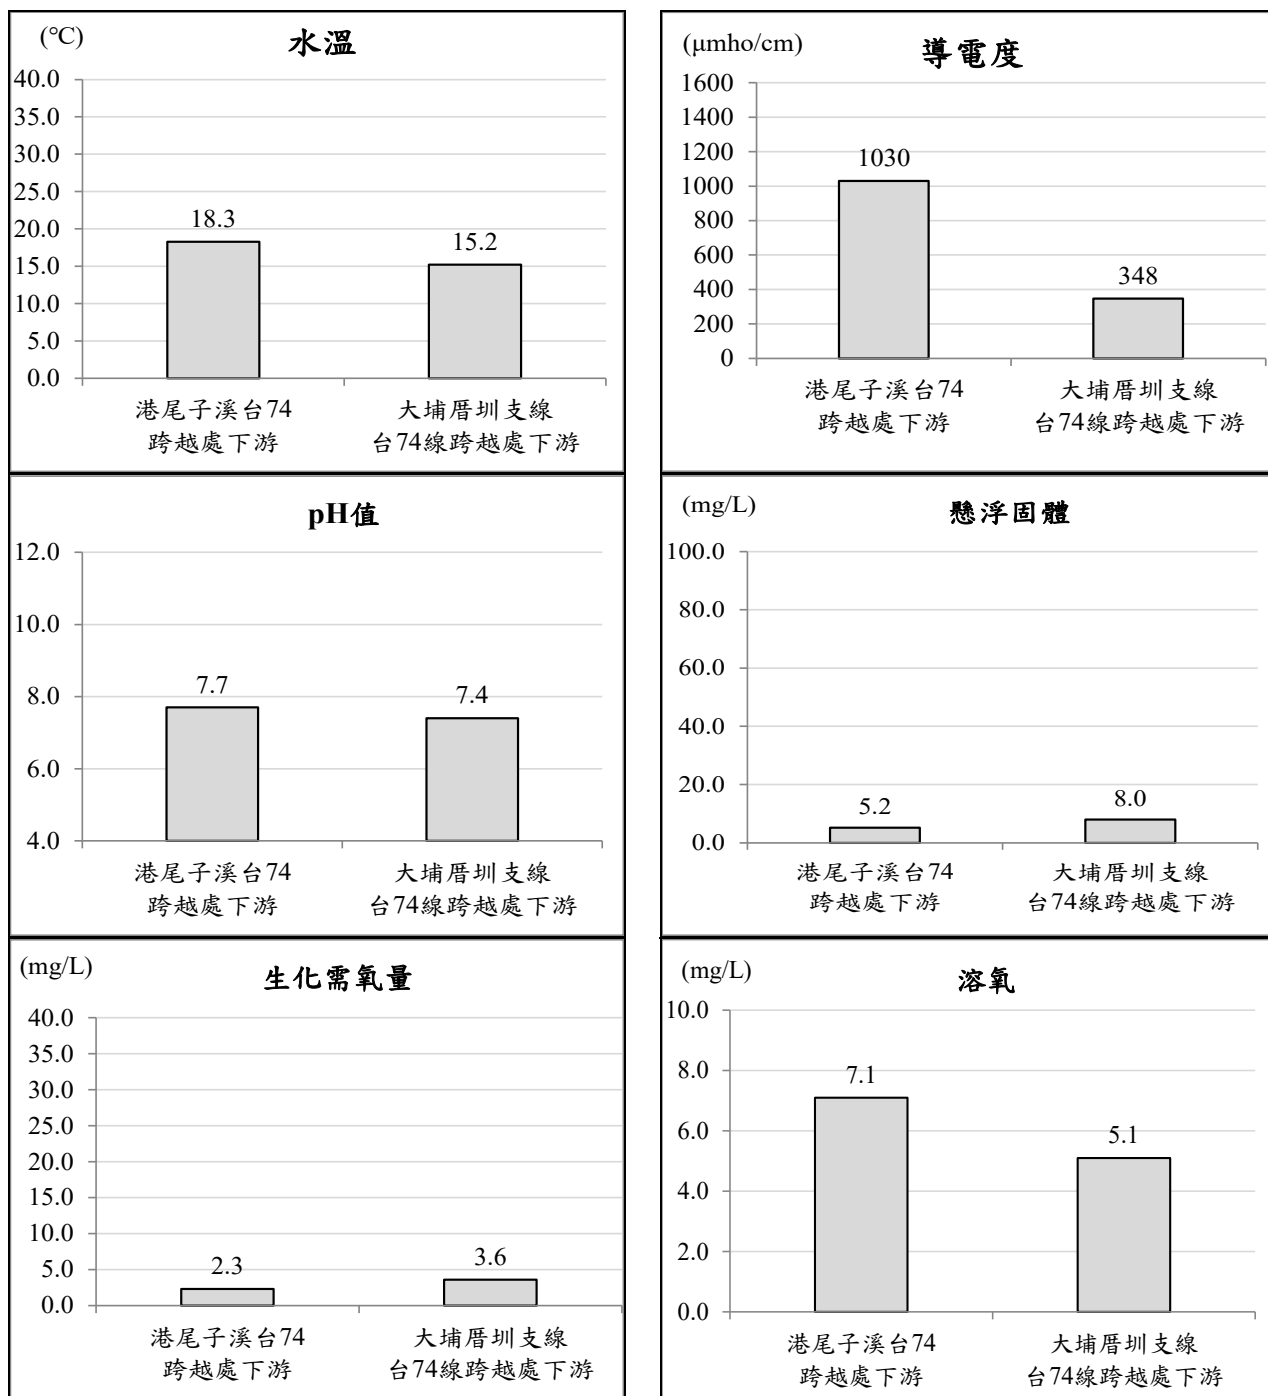 (°C)
水溫
40.0
35.0
30.0
25.0
20.0
15.0
10.0
5.0
0.0
18.3
15.2
港尾子溪台74
跨越處下游
大埔厝圳支線
台74線跨越處下游
(μmho/cm)
導電度
1600
1400
1200
1000
800
600
400
200
0
1030
348
港尾子溪台74
跨越處下游
大埔厝圳支線
台74線跨越處下游
pH值
12.0
10.0
8.0
6.0
4.0
7.7
7.4
港尾子溪台74
跨越處下游
大埔厝圳支線
台74線跨越處下游
(mg/L)
懸浮固體
100.0
80.0
60.0
40.0
20.0
0.0
5.2
8.0
港尾子溪台74
跨越處下游
大埔厝圳支線
台74線跨越處下游
(mg/L)
生化需氧量
40.0
35.0
30.0
25.0
20.0
15.0
10.0
5.0
0.0
2.3
3.6
港尾子溪台74
跨越處下游
大埔厝圳支線
台74線跨越處下游
(mg/L)
溶氧
10.0
8.0
6.0
4.0
2.0
0.0
7.1
5.1
港尾子溪台74
跨越處下游
大埔厝圳支線
台74線跨越處下游